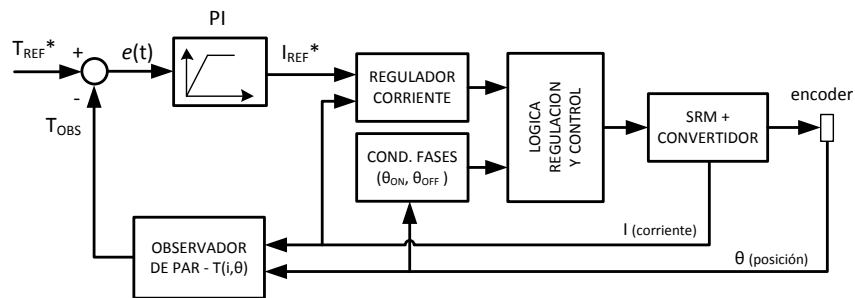 PI
T_REF*
+
e(t)
I_REF*
-
T_OBS
REGULADOR
CORRIENTE
COND. FASES
(θ_ON, θ_OFF )
LOGICA
REGULACION
Y CONTROL
SRM +
CONVERTIDOR
encoder
I (corriente)
OBSERVADOR
DE PAR - T(i,θ)
θ (posición)